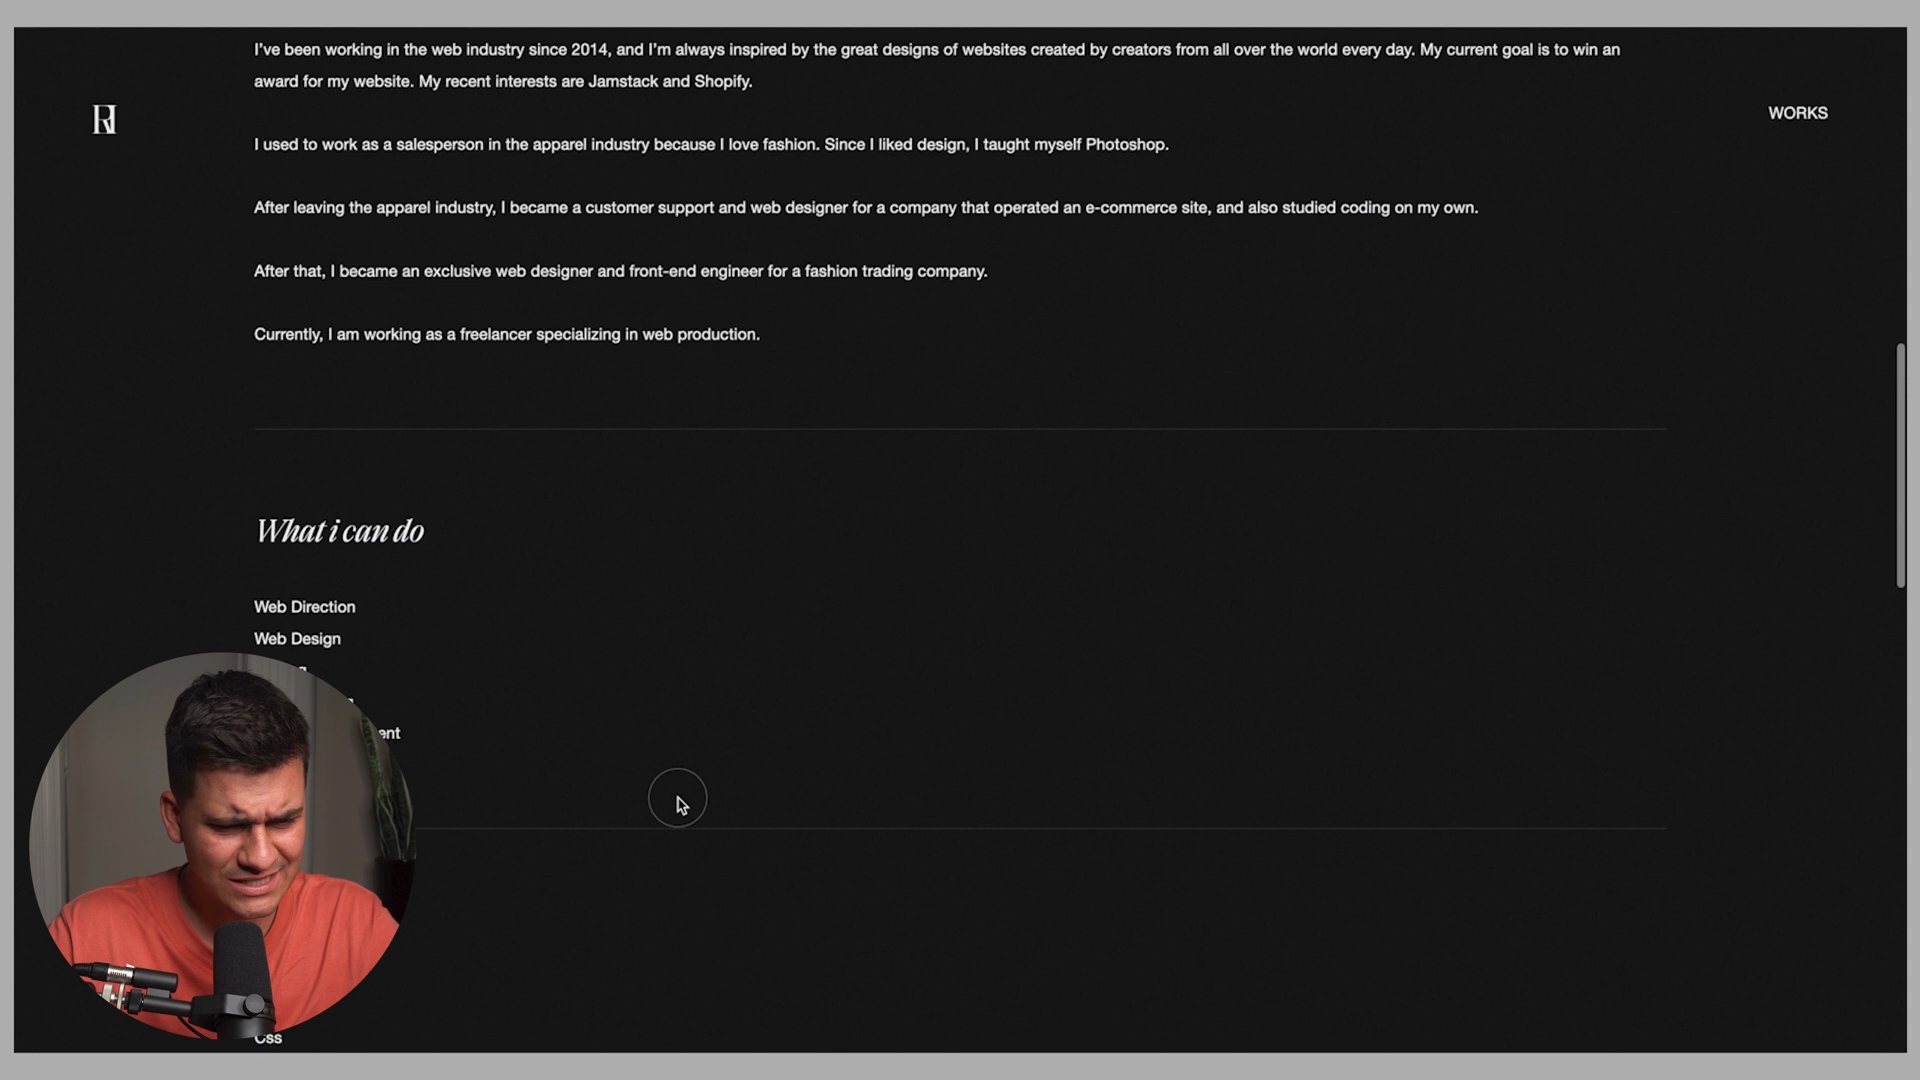 I've been working in the web industry since 2014, and I'm always inspired by the great designs of websites created by creators from all over the world every day. My current goal is to win an
award for my website. My recent interests are Jamstack and Shopify.
RI
WORKS
I used to work as a salesperson in the apparel industry because I love fashion. Since I liked design, I taught myself Photoshop.
After leaving the apparel industry, I became a customer support and web designer for a company that operated an e-commerce site, and also studied coding on my own.
After that, I became an exclusive web designer and front-end engineer for a fashion trading company.
Currently, I am working as a freelancer specializing in web production.
What i can do
Web Direction
Web Design
Css